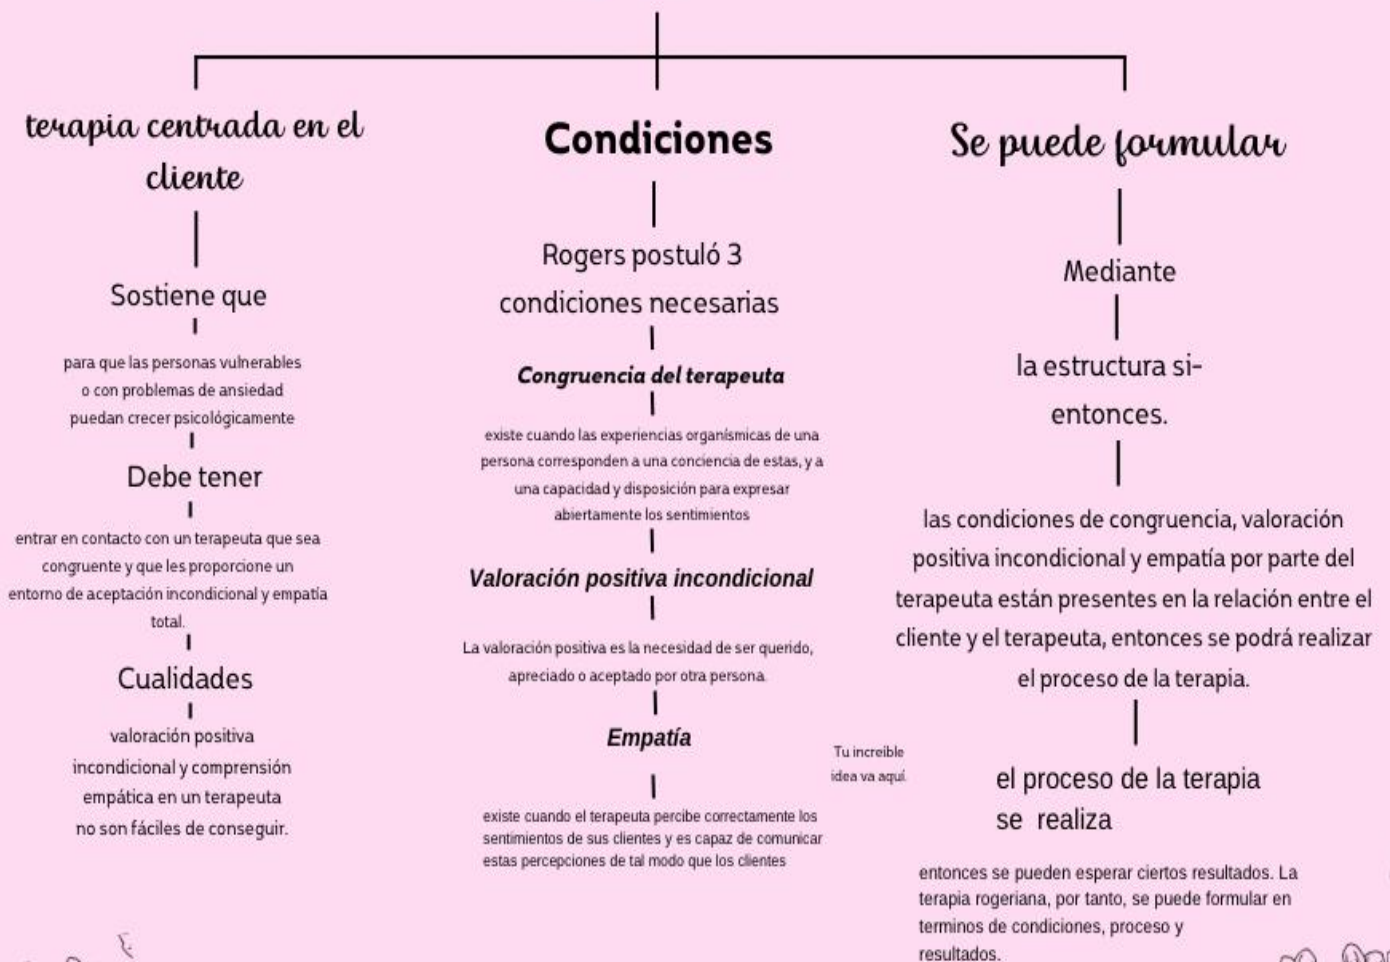 terapia centrada en el
cliente
Sostiene que
para que las personas vulnerables
o con problemas de ansiedad
puedan crecer psicológicamente
Debe tener
entrar en contacto con un terapeuta que sea
congruente y que les proporcione un
entorno de aceptación incondicional y empatía
total.
Cualidades
valoración positiva
incondicional y comprensión
empática en un terapeuta
no son fáciles de conseguir.
Condiciones
Rogers postuló 3
condiciones necesarias
Congruencia del terapeuta
existe cuando las experiencias organísmicas de una
persona corresponden a una conciencia de estas, y a
una capacidad y disposición para expresar
abiertamente los sentimientos
Valoración positiva incondicional
La valoración positiva es la necesidad de ser querido,
apreciado o aceptado por otra persona.
Empatía
existe cuando el terapeuta percibe correctamente los
sentimientos de sus clientes y es capaz de comunicar
estas percepciones de tal modo que los clientes
Tu increíble
idea va aquí.
Se puede formular
Mediante
la estructura si-
entonces.
las condiciones de congruencia, valoración
positiva incondicional y empatía por parte del
terapeuta están presentes en la relación entre el
cliente y el terapeuta, entonces se podrá realizar
el proceso de la terapia.
el proceso de la terapia
se realiza
entonces se pueden esperar ciertos resultados. La
terapia rogeriana, por tanto, se puede formular en
terminos de condiciones, proceso y
resultados.